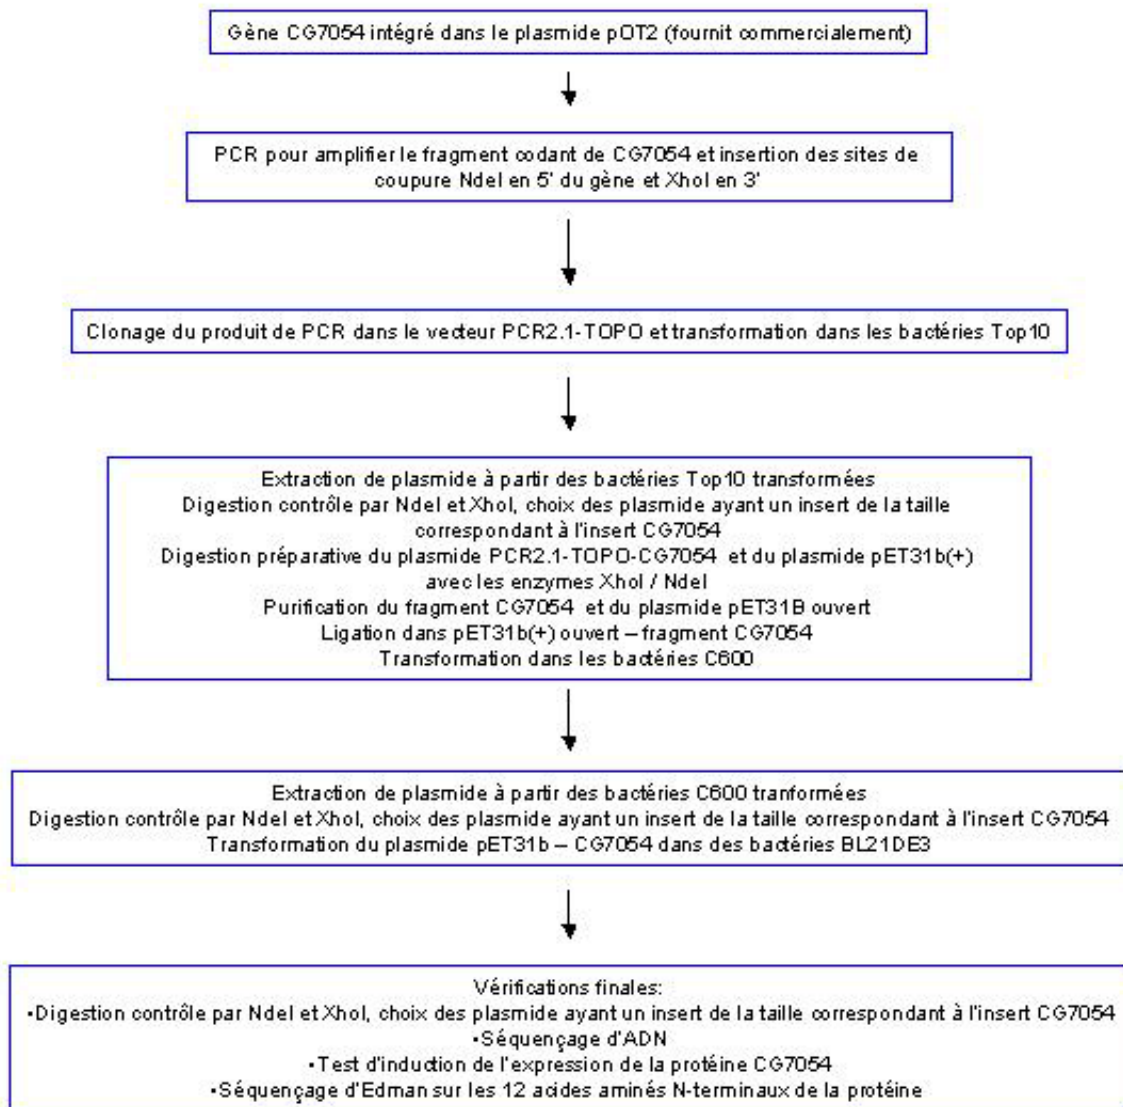 Gène CG7054 intégré dans le plasmide pOT2 (fournit commercialement)
PCR pour amplifier le fragment codant de CG7054 et insertion des sites de
coupure NdeI en 5' du gène et XhoI en 3'
Clonage du produit de PCR dans le vecteur PCR2.1-TOPO et transformation dans les bactéries Top10
Extraction de plasmide à partir des bactéries Top10 transformées
Digestion contrôle par NdeI et XhoI, choix des plasmide ayant un insert de la taille
correspondant à l'insert CG7054
Digestion préparative du plasmide PCR2.1-TOPO-CG7054 et du plasmide pET31b(+)
avec les enzymes XhoI / NdeI
Purification du fragment CG7054 et du plasmide pET31B ouvert
Ligation dans pET31b(+) ouvert – fragment CG7054
Transformation dans les bactéries C600
Extraction de plasmide à partir des bactéries C600 tranformées
Digestion contrôle par NdeI et XhoI, choix des plasmide ayant un insert de la taille correspondant à l'insert CG7054
Transformation du plasmide pET31b – CG7054 dans des bactéries BL21DE3
Vérifications finales:
•Digestion contrôle par NdeI et XhoI, choix des plasmide ayant un insert de la taille correspondant à l'insert CG7054
•Séquençage d'ADN
•Test d'induction de l'expression de la protéine CG7054
•Séquençage d'Edman sur les 12 acides aminés N-terminaux de la protéine